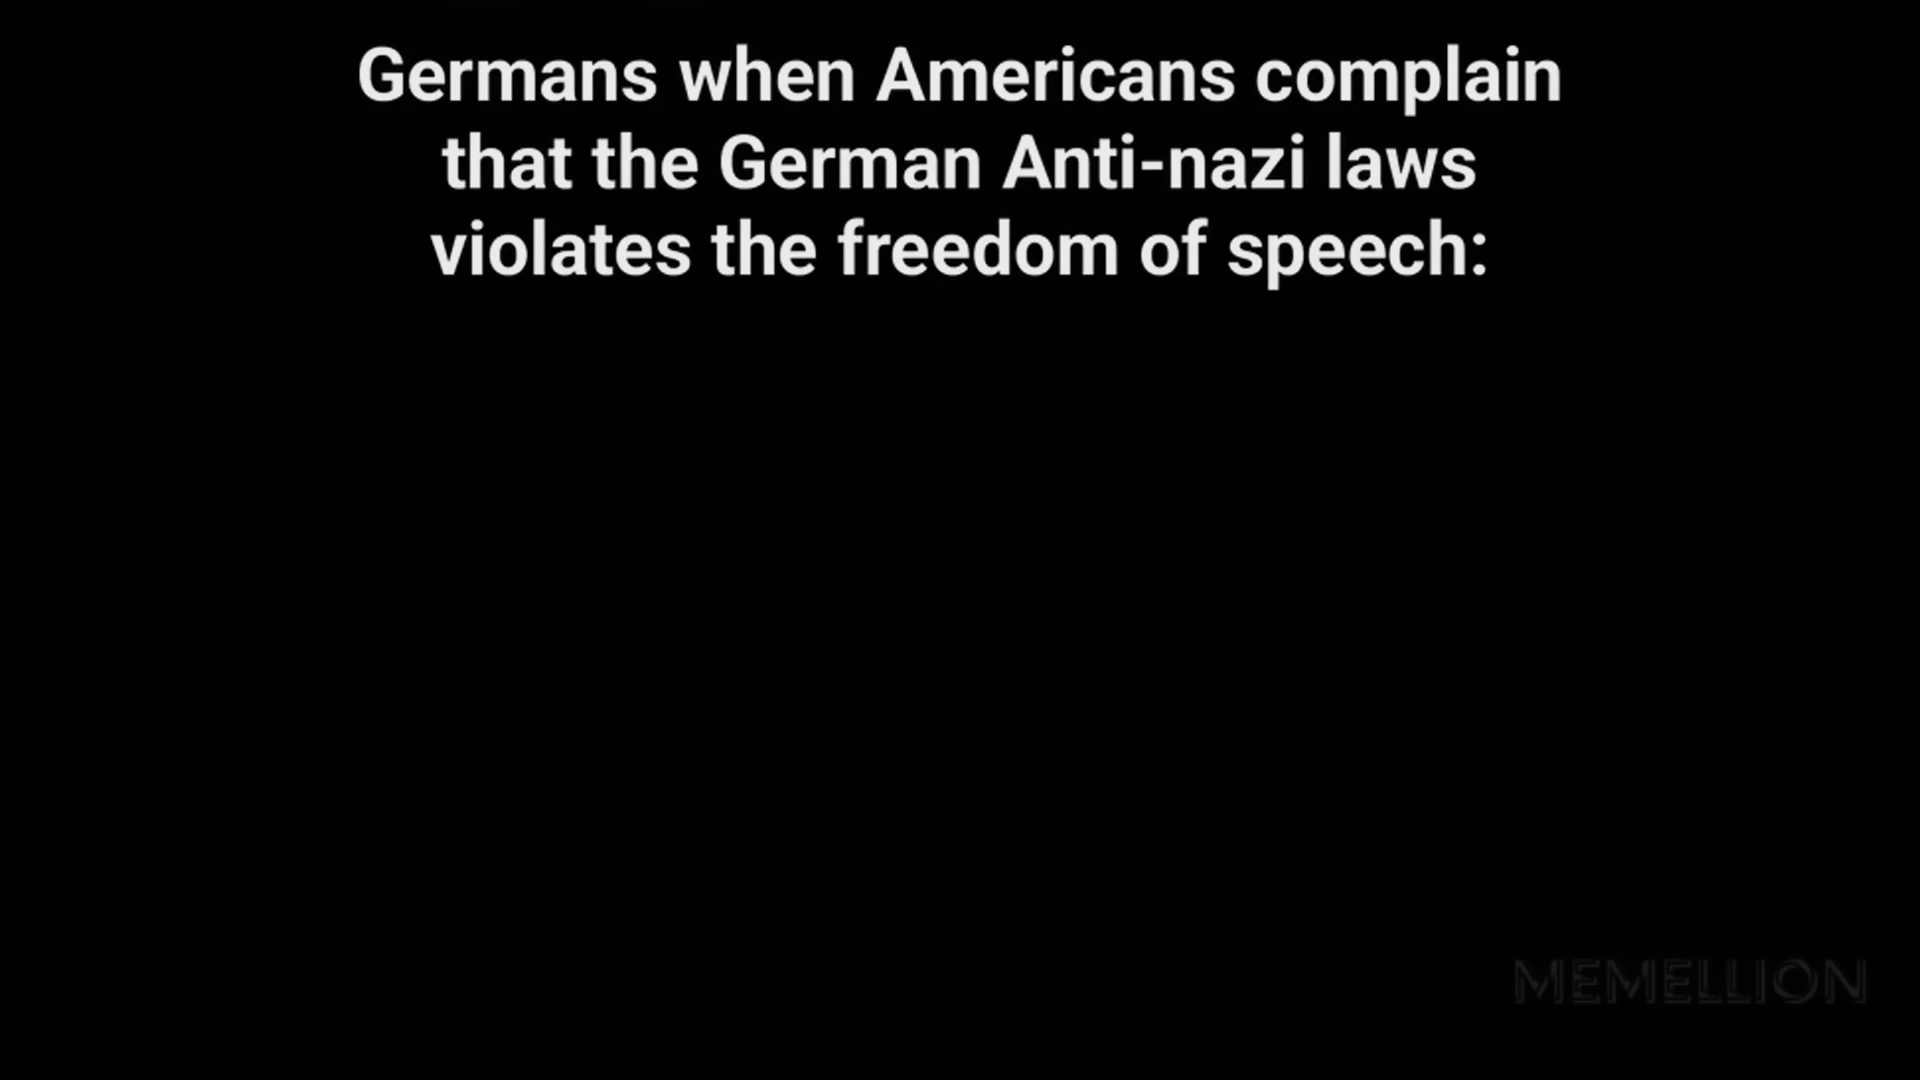 Germans when Americans complain
that the German Anti-nazi laws
violates the freedom of speech:
MEMELLION